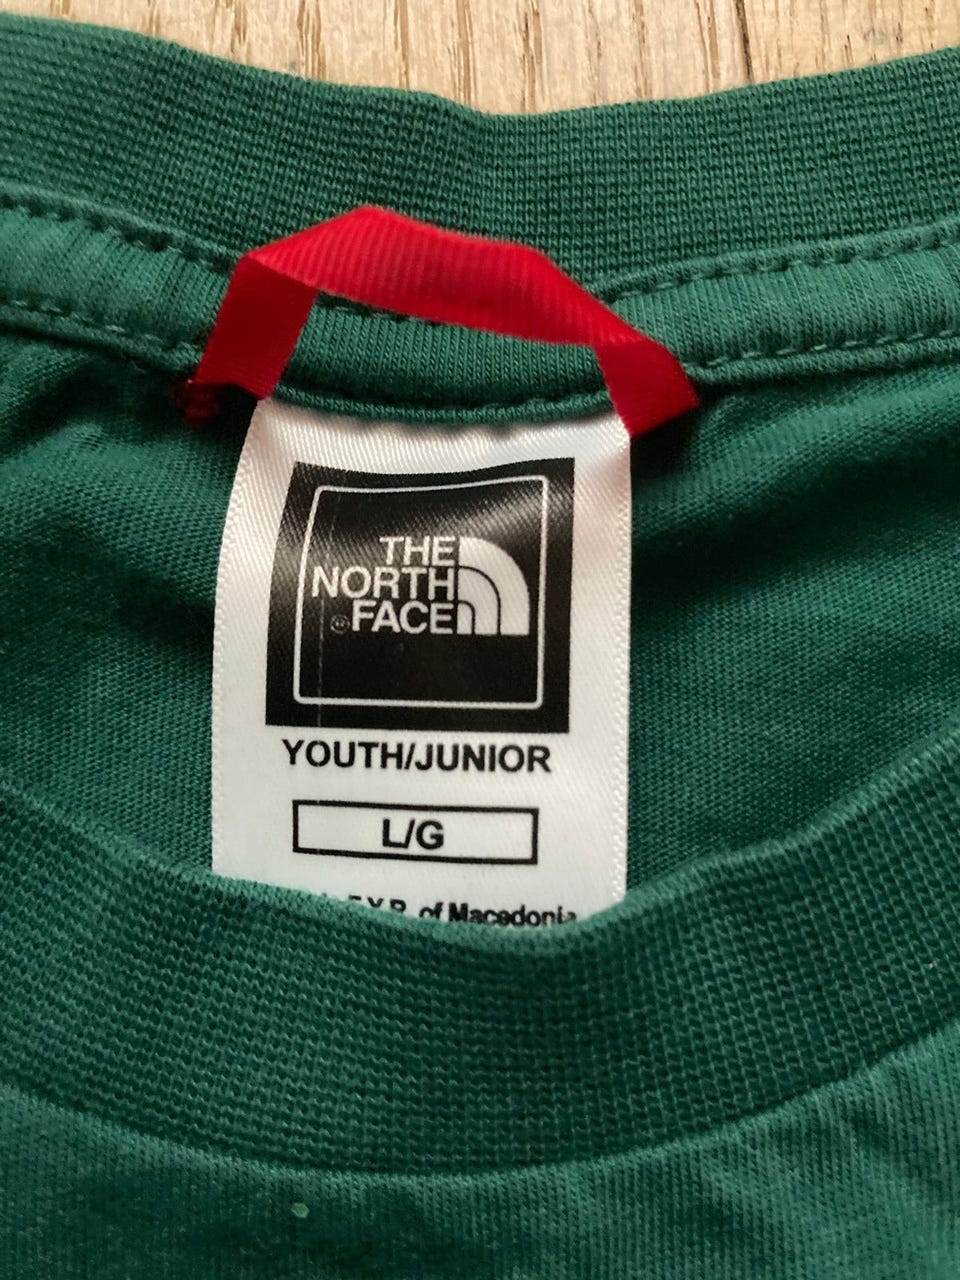 THE
NORTH
FACE
YOUTH/JUNIOR
L/G
F.Y.R. of Macedonia